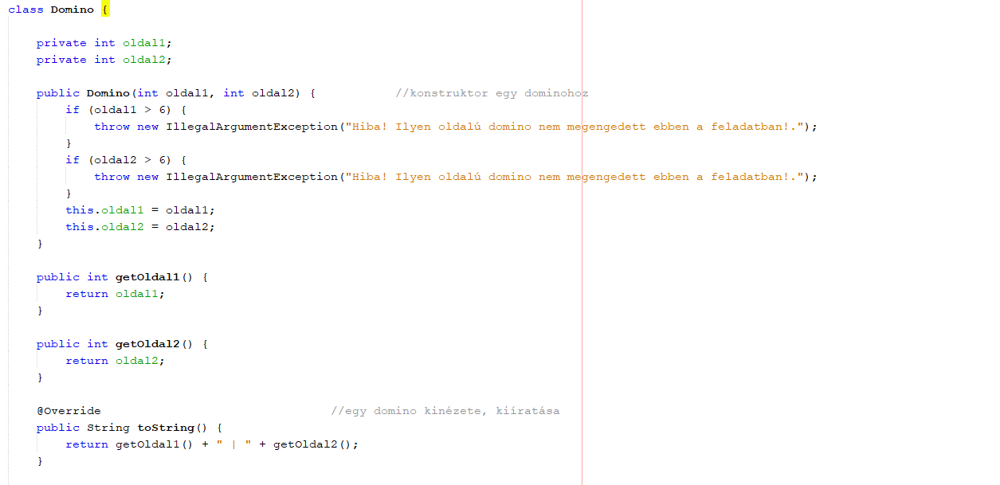 class Domino {
private int oldal1;
private int oldal2;
public Domino(int oldal1, int oldal2) { //konstruktor egy dominohoz
if (oldal1 > 6) {
throw new IllegalArgumentException("Hiba! Ilyen oldalú domino nem megengedett ebben a feladatban!.");
}
if (oldal2 > 6) {
throw new IllegalArgumentException("Hiba! Ilyen oldalú domino nem megengedett ebben a feladatban!.");
}
this.oldal1 = oldal1;
this.oldal2 = oldal2;
}
public int getOldal1() {
return oldal1;
}
public int getOldal2() {
return oldal2;
}
@Override //egy domino kinézete, kiíratása
public String toString() {
return getOldal1() + " | " + getOldal2();
}